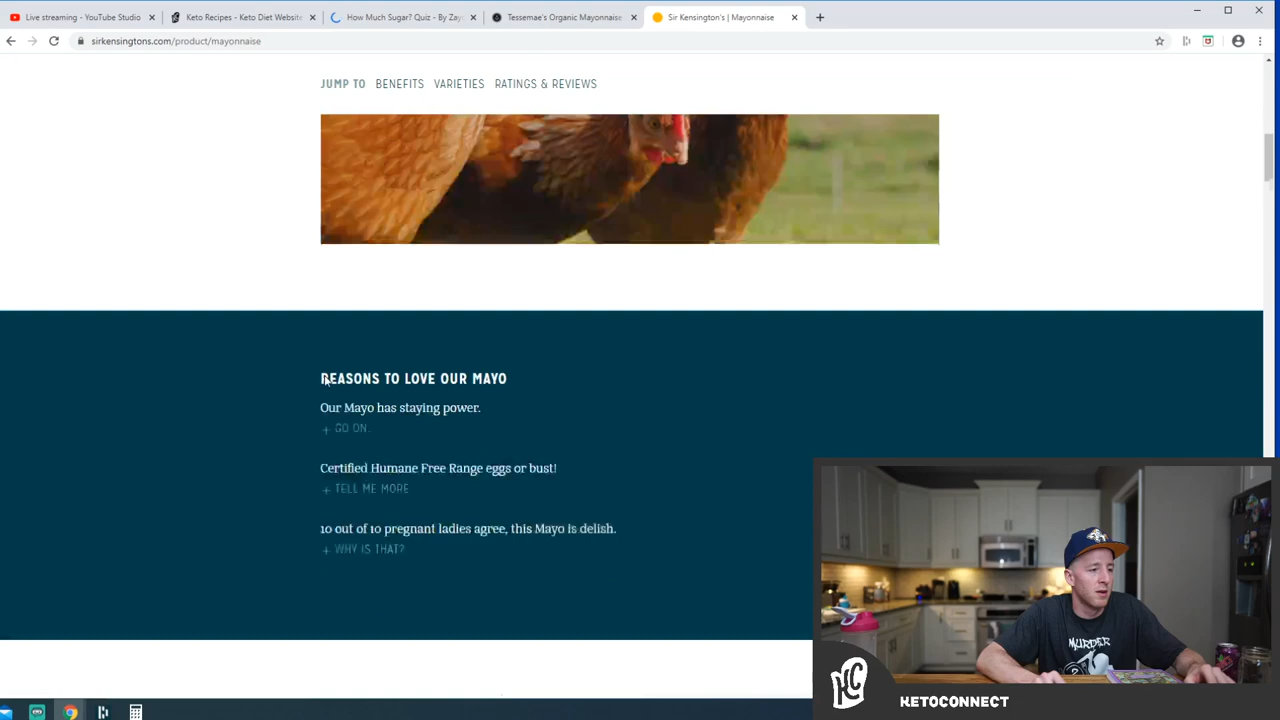 Live streaming - YouTube Studio
Keto Recipes - Keto Diet Website
How Much Sugar? Quiz - By Zay
Tessemae's Organic Mayonnaise
Sir Kensington's | Mayonnaise
sirkensingtons.com/product/mayonnaise
JUMP TO BENEFITS VARIETIES RATINGS & REVIEWS
REASONS TO LOVE OUR MAYO
Our Mayo has staying power.
+ GO ON.
Certified Humane Free Range eggs or bust!
+ TELL ME MORE
10 out of 10 pregnant ladies agree, this Mayo is delish.
+ WHY IS THAT?
MURDER
KC
KETOCONNECT